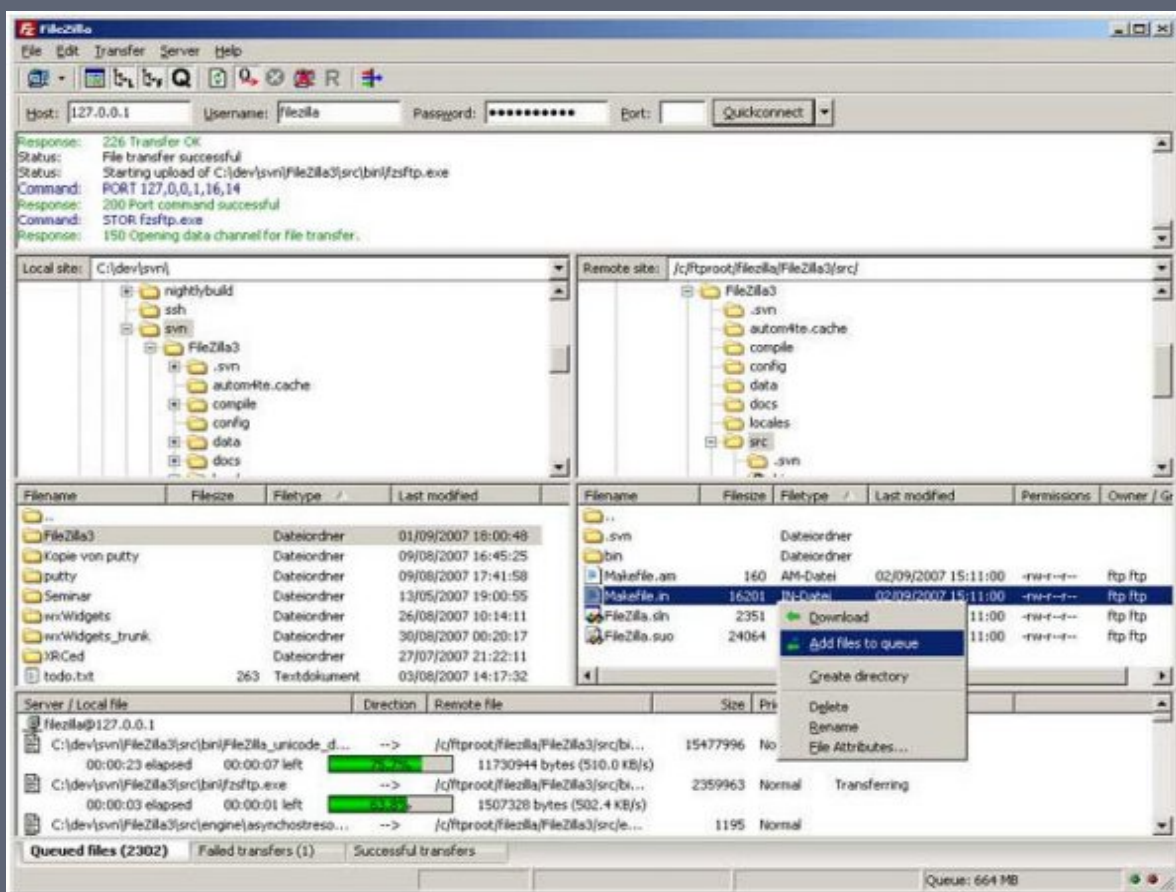 FileZilla
File Edit Transfer Server Help
Host: 127.0.0.1 Username: filezilla Password: •••••••••• Port: Quickconnect
Response: 226 Transfer OK
Status: File transfer successful
Status: Starting upload of C:\dev\svn\FileZilla3\src\bin\fzsftp.exe
Command: PORT 127,0,0,1,16,14
Response: 200 Port command successful
Command: STOR fzsftp.exe
Response: 150 Opening data channel for file transfer.
Local site: C:\dev\svn\
nightlybuild
ssh
svn
FileZilla3
.svn
autom4te.cache
compile
config
data
docs
Remote site: /c/ftproot/filezilla/FileZilla3/src/
FileZilla3
.svn
autom4te.cache
compile
config
data
docs
locales
src
.svn
Filename Filesize Filetype Last modified
..
FileZilla3 Dateiordner 01/09/2007 18:00:48
Kopie von putty Dateiordner 09/08/2007 16:45:25
putty Dateiordner 09/08/2007 17:41:58
Seminar Dateiordner 13/05/2007 19:00:55
wxWidgets Dateiordner 26/08/2007 10:14:11
wxWidgets_trunk Dateiordner 30/08/2007 00:20:17
XRCed Dateiordner 27/07/2007 21:22:11
todo.txt 263 Textdokument 03/08/2007 14:17:32
Filename Filesize Filetype Last modified Permissions Owner / Gr
..
.svn Dateiordner
bin Dateiordner
Makefile.am 160 AM-Datei 02/09/2007 15:11:00 -rw-r--r-- ftp ftp
Makefile.in 16201 IN-Datei 02/09/2007 15:11:00 -rw-r--r-- ftp ftp
FileZilla.sln 2351 11:00 -rw-r--r-- ftp ftp
FileZilla.suo 24064 11:00 -rw-r--r-- ftp ftp
Download
Add files to queue
Create directory
Delete
Rename
File Attributes...
Server / Local file Direction Remote file Size Pri
filezilla@127.0.0.1
C:\dev\svn\FileZilla3\src\bin\FileZilla_unicode_d... --> /c/ftproot/filezilla/FileZilla3/src/bi... 15477996 No
00:00:23 elapsed 00:00:07 left 75.7% 11730944 bytes (510.0 KB/s)
C:\dev\svn\FileZilla3\src\bin\fzsftp.exe --> /c/ftproot/filezilla/FileZilla3/src/bi... 2359963 Normal Transferring
00:00:03 elapsed 00:00:01 left 63.8% 1507328 bytes (502.4 KB/s)
C:\dev\svn\FileZilla3\src\engine\asynchostreso... --> /c/ftproot/filezilla/FileZilla3/src/e... 1195 Normal
Queued files (2302) Failed transfers (1) Successful transfers
Queue: 664 MB